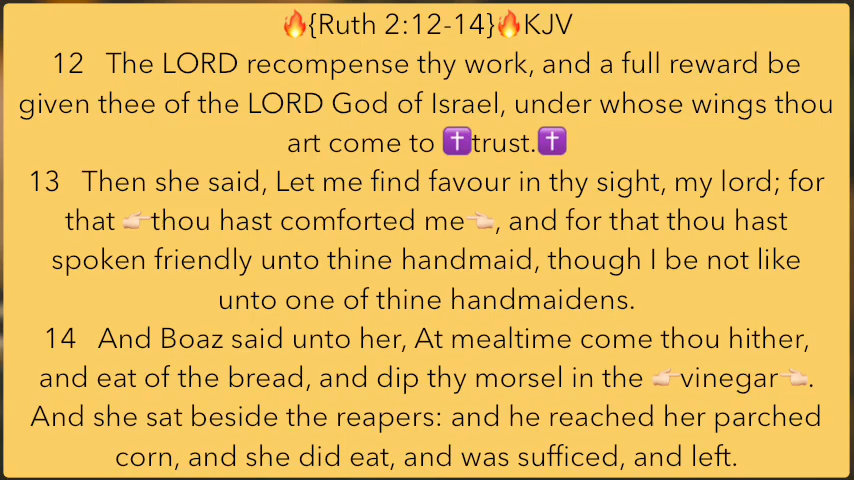 🔥{Ruth 2:12-14}🔥KJV
12 The LORD recompense thy work, and a full reward be
given thee of the LORD God of Israel, under whose wings thou
art come to ✝️trust.✝️
13 Then she said, Let me find favour in thy sight, my lord; for
that 👉🏻thou hast comforted me👈🏻, and for that thou hast
spoken friendly unto thine handmaid, though I be not like
unto one of thine handmaidens.
14 And Boaz said unto her, At mealtime come thou hither,
and eat of the bread, and dip thy morsel in the 👉🏻vinegar👈🏻.
And she sat beside the reapers: and he reached her parched
corn, and she did eat, and was sufficed, and left.